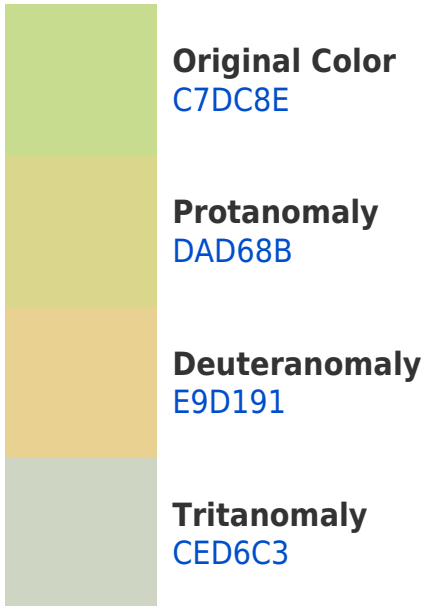 Original Color
C7DC8E
Protanomaly
DAD68B
Deuteranomaly
E9D191
Tritanomaly
CED6C3